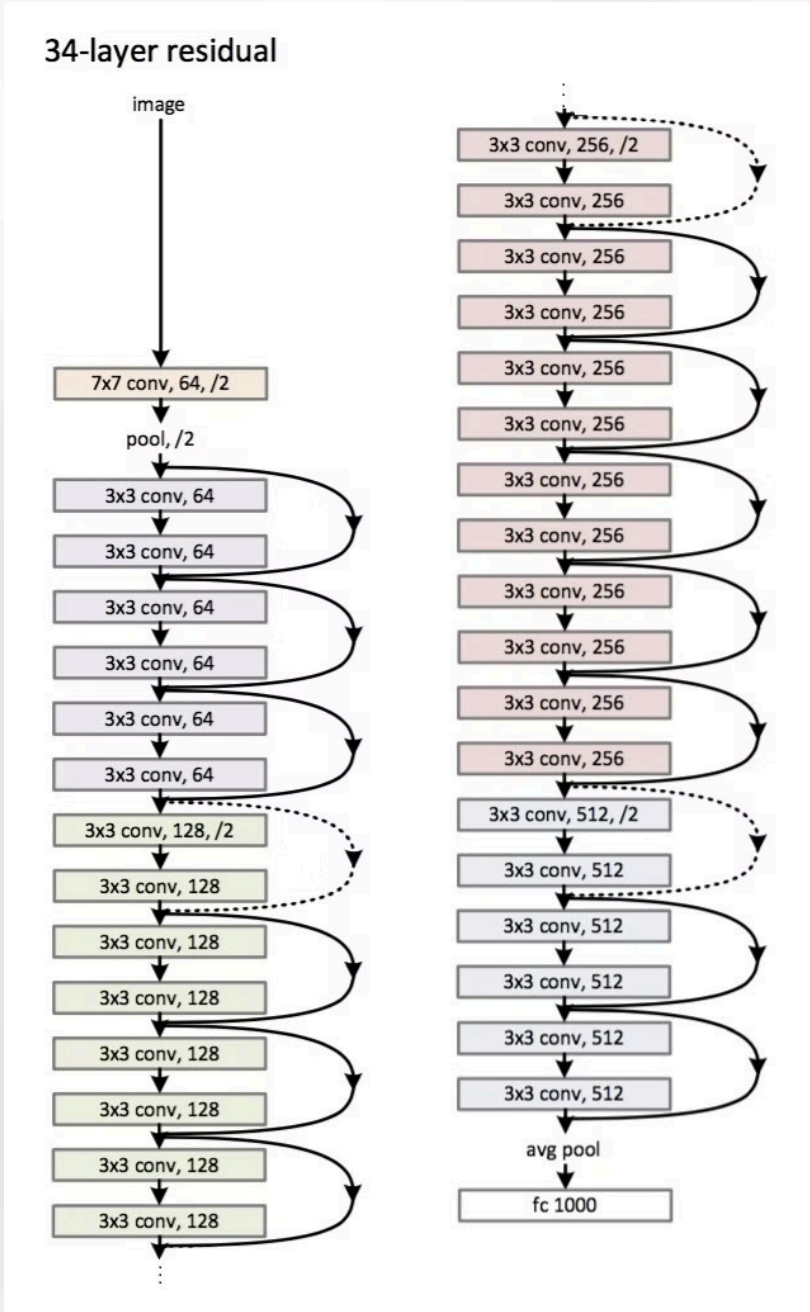 34-layer residual
image
7x7 conv, 64, /2
pool, /2
3x3 conv, 64
3x3 conv, 64
3x3 conv, 64
3x3 conv, 64
3x3 conv, 64
3x3 conv, 64
3x3 conv, 128, /2
3x3 conv, 128
3x3 conv, 128
3x3 conv, 128
3x3 conv, 128
3x3 conv, 128
3x3 conv, 128
3x3 conv, 128
3x3 conv, 256, /2
3x3 conv, 256
3x3 conv, 256
3x3 conv, 256
3x3 conv, 256
3x3 conv, 256
3x3 conv, 256
3x3 conv, 256
3x3 conv, 256
3x3 conv, 256
3x3 conv, 256
3x3 conv, 256
3x3 conv, 512, /2
3x3 conv, 512
3x3 conv, 512
3x3 conv, 512
3x3 conv, 512
3x3 conv, 512
avg pool
fc 1000